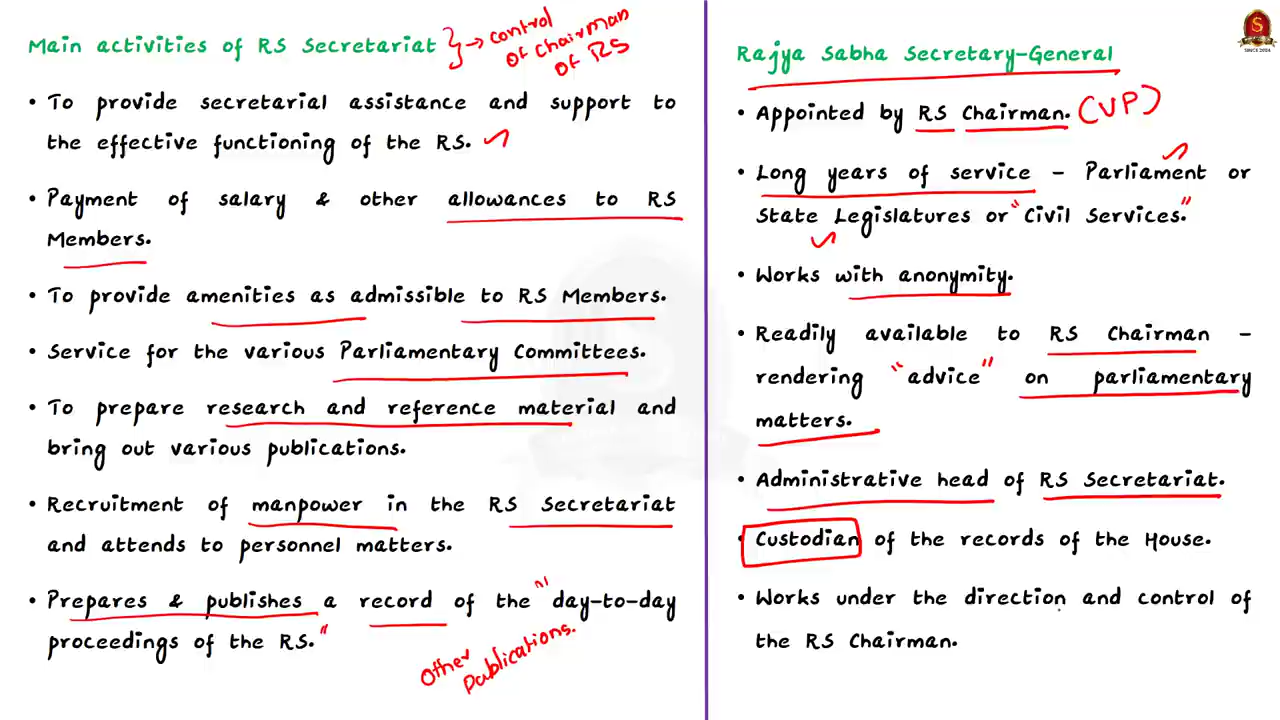 Main activities of RS Secretariat } → control of Chairman of RS
• To provide secretarial assistance and support to
the effective functioning of the RS.
• Payment of salary & other allowances to RS
Members.
• To provide amenities as admissible to RS Members.
• Service for the various Parliamentary Committees.
• To prepare research and reference material and
bring out various publications.
• Recruitment of manpower in the RS Secretariat
and attends to personnel matters.
• Prepares & publishes a record of the "day-to-day
proceedings of the RS."
Other
publications.
Rajya Sabha Secretary-General
• Appointed by RS Chairman. (VP)
• Long years of service - Parliament or
State Legislatures or "Civil Services."
• Works with anonymity.
• Readily available to RS Chairman -
rendering "advice" on parliamentary
matters.
• Administrative head of RS Secretariat.
• Custodian of the records of the House.
• Works under the direction and control of
the RS Chairman.
S
SINCE 2004